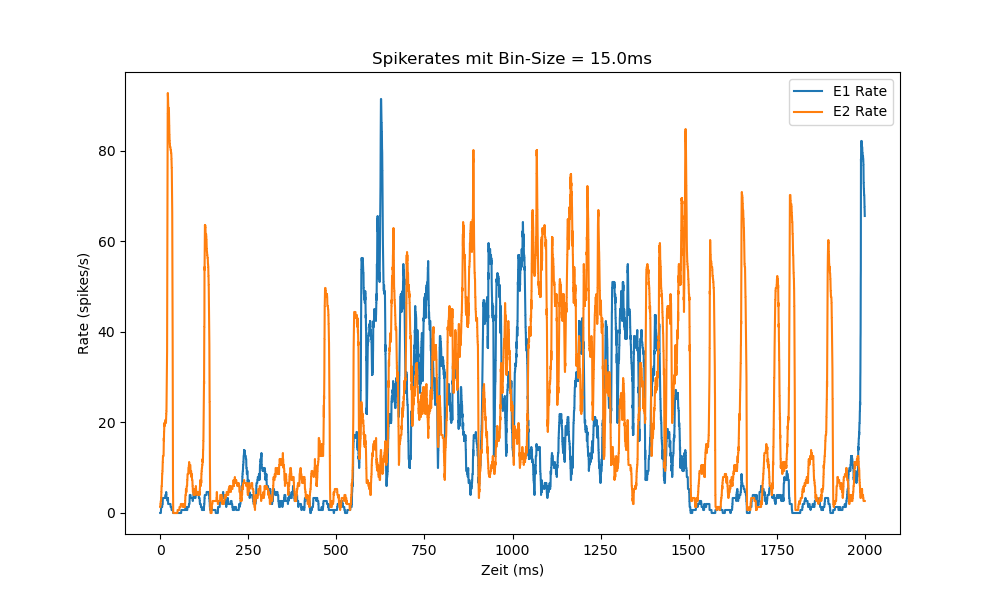 Spikerates mit Bin-Size = 15.0ms
E1 Rate
E2 Rate
Rate (spikes/s)
80
60
40
20
0
0 250 500 750 1000 1250 1500 1750 2000
Zeit (ms)